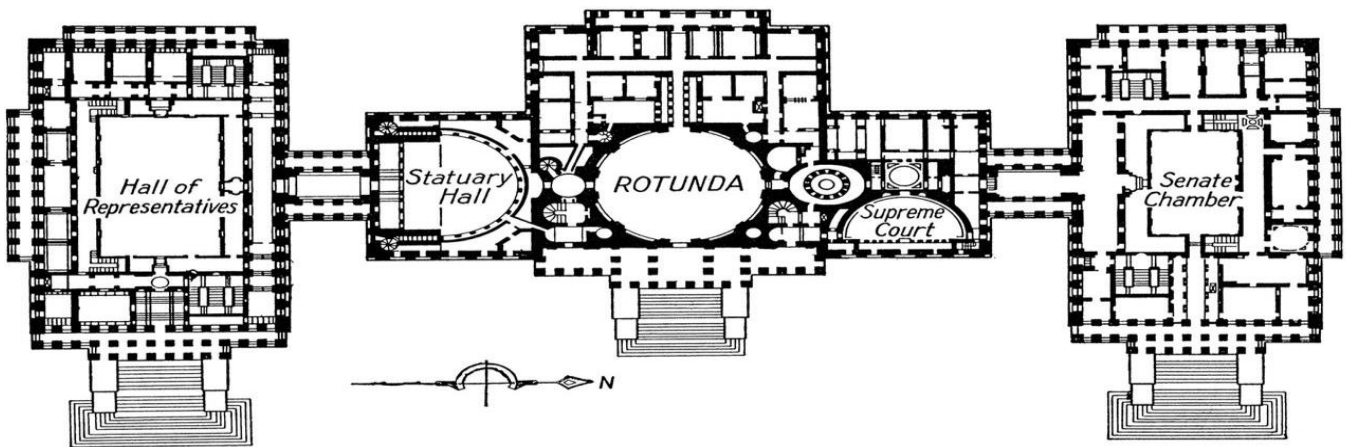 Hall of
Representatives
Statuary
Hall
ROTUNDA
Supreme
Court
Senate
Chamber
N